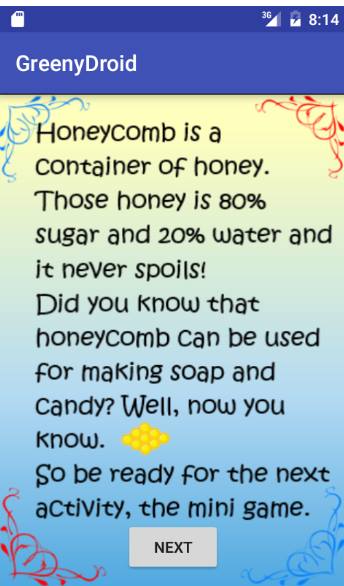 3G 8:14
GreenyDroid
Honeycomb is a
container of honey.
Those honey is 80%
sugar and 20% water and
it never spoils!
Did you know that
honeycomb can be used
for making soap and
candy? Well, now you
know.
So be ready for the next
activity, the mini game.
NEXT